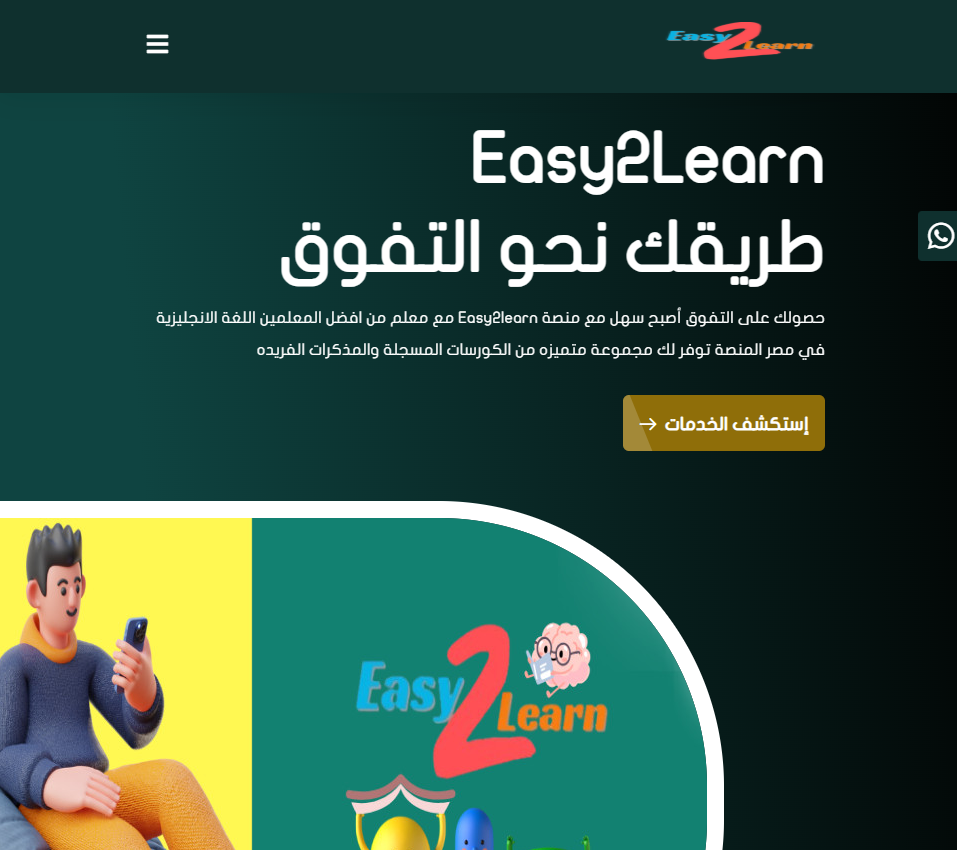 Easy2Learn
Easy2Learn
طريقك نحو التفوق
حصولك على التفوق أصبح سهل مع منصة Easy2learn مع معلم من افضل المعلمين اللغة الانجليزية
في مصر المنصة توفر لك مجموعة متميزه من الكورسات المسجلة والمذكرات الفريده
إستكشف الخدمات
Easy2Learn